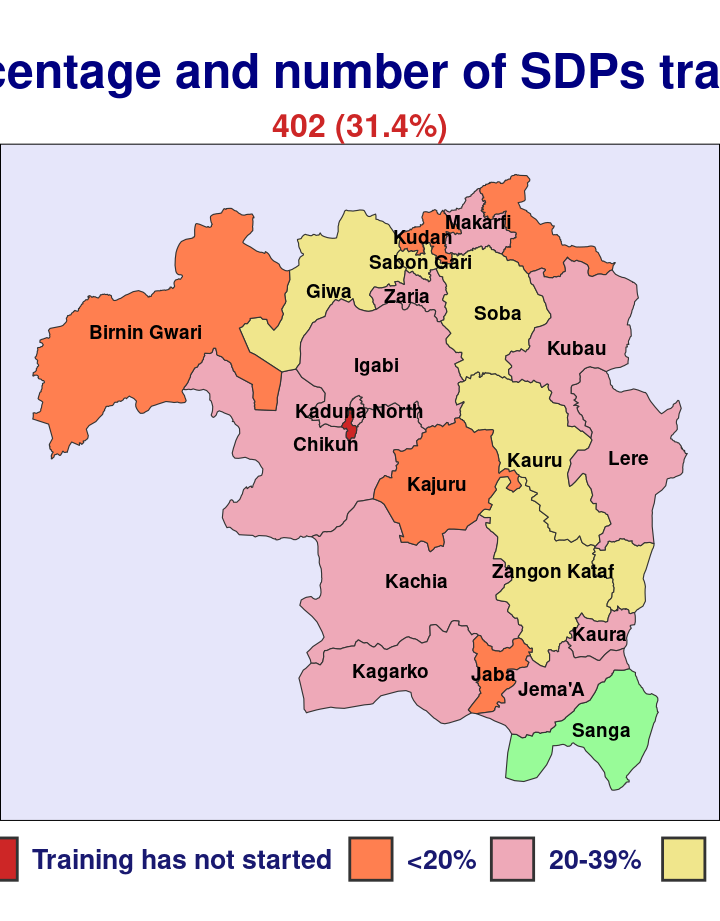 centage and number of SDPs tra
402 (31.4%)
Makarfi
Kudan
Sabon Gari
Giwa
Zaria
Soba
Birnin Gwari
Kubau
Igabi
Kaduna North
Chikun
Kauru
Lere
Kajuru
Zangon Kataf
Kachia
Kaura
Kagarko
Jaba
Jema'A
Sanga
Training has not started <20% 20-39%